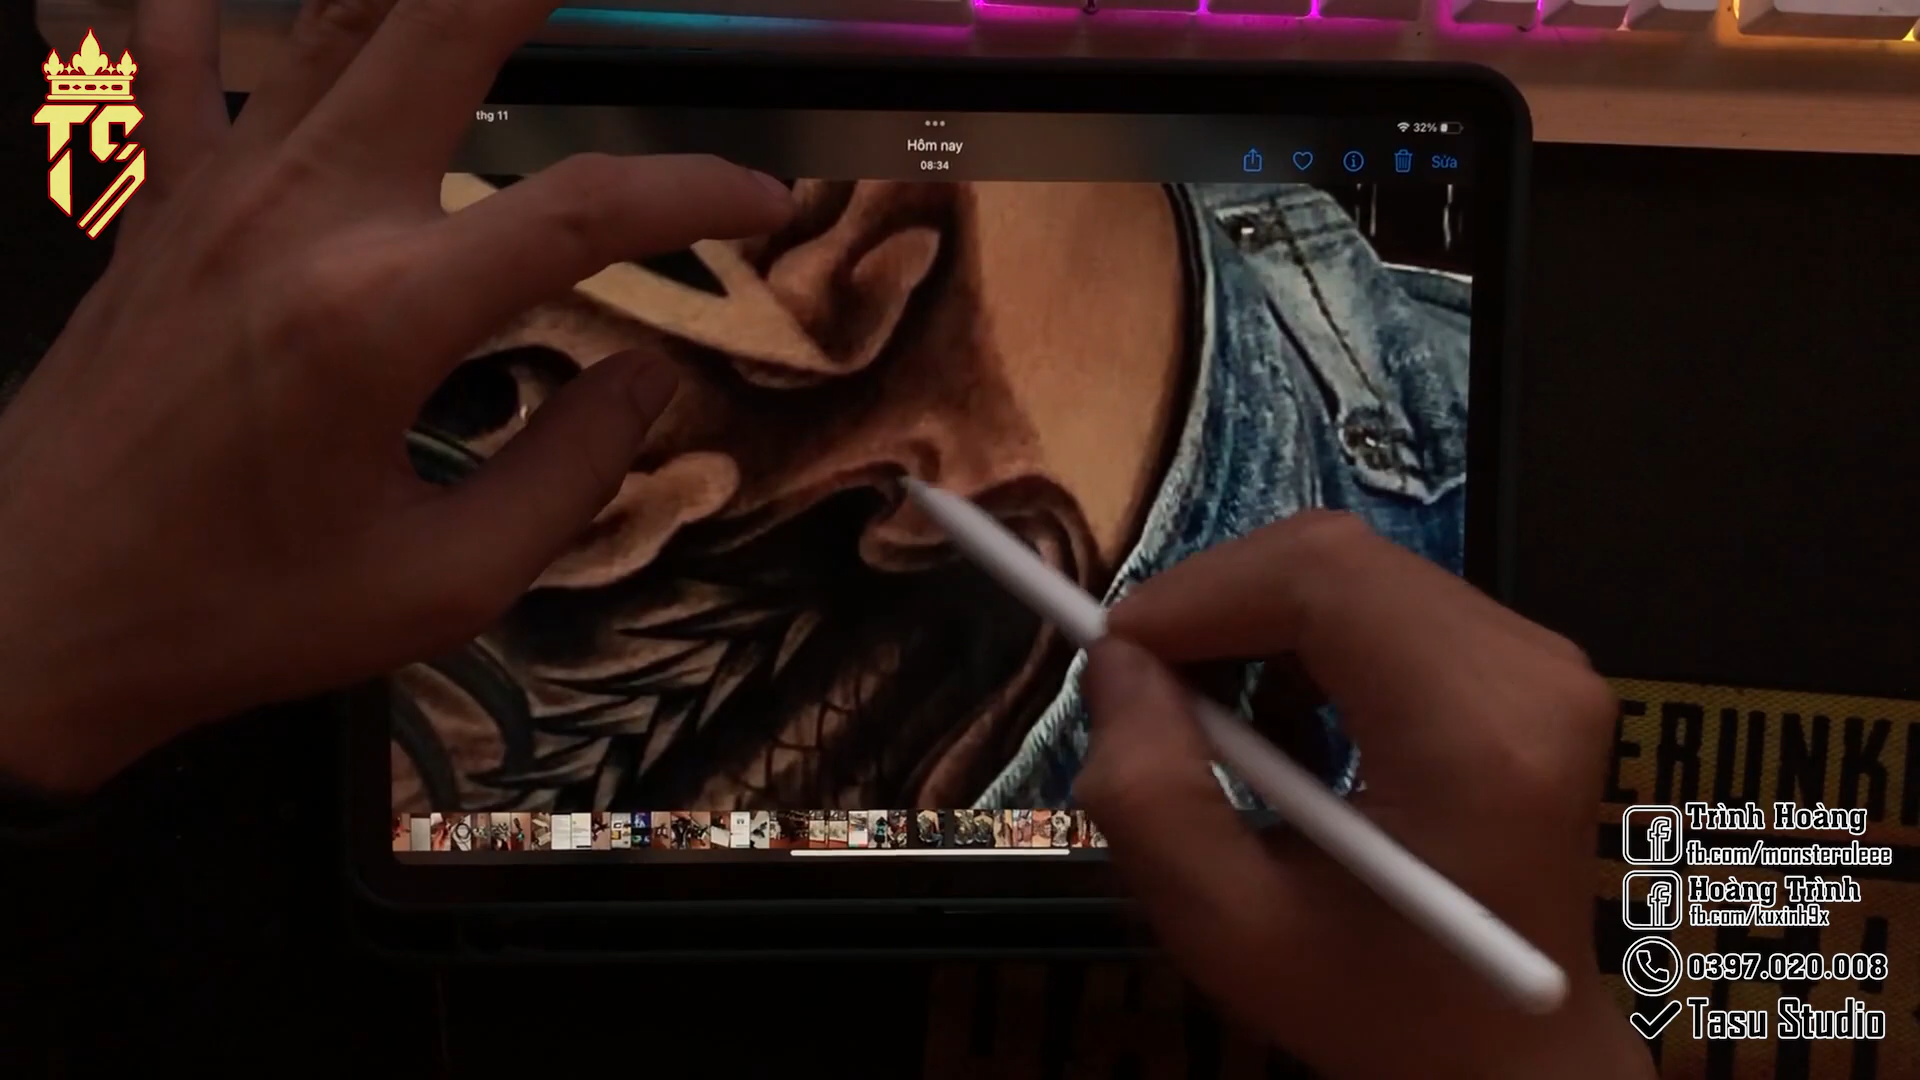 TS
thg 11
Hôm nay
08:34
32%
Sửa
ERUNK
Trình Hoàng
fb.com/monsteroleee
Hoàng Trình
fb.com/kuxinh9x
0397.020.008
Tasu Studio